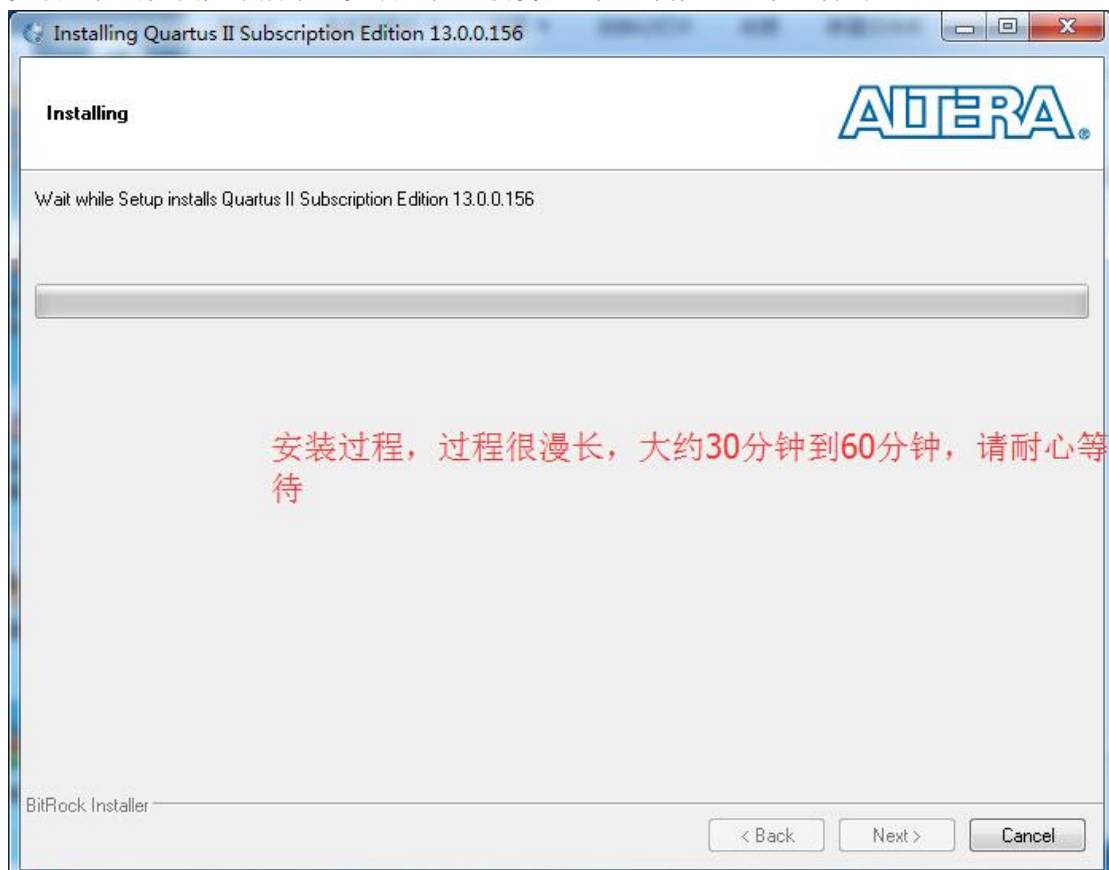 Installing Quartus II Subscription Edition 13.0.0.156
Installing
ALTERA®
Wait while Setup installs Quartus II Subscription Edition 13.0.0.156
安装过程，过程很漫长，大约30分钟到60分钟，请耐心等
待
BitRock Installer
< Back Next > Cancel